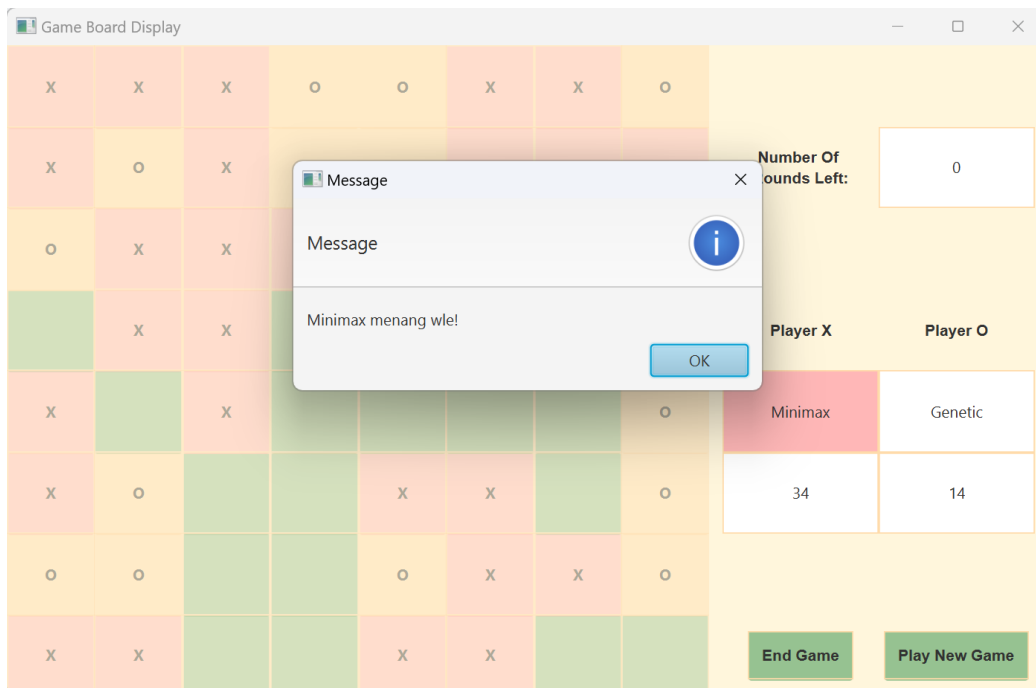 Game Board Display
X X X O O X X O
X O X
Number Of
ounds Left:
0
Message
O X X
Message
i
X X
Minimax menang wle!
Player X
Player O
OK
X X O
Minimax
Genetic
X O X X O
34
14
O O O X X O
X X X X
End Game
Play New Game